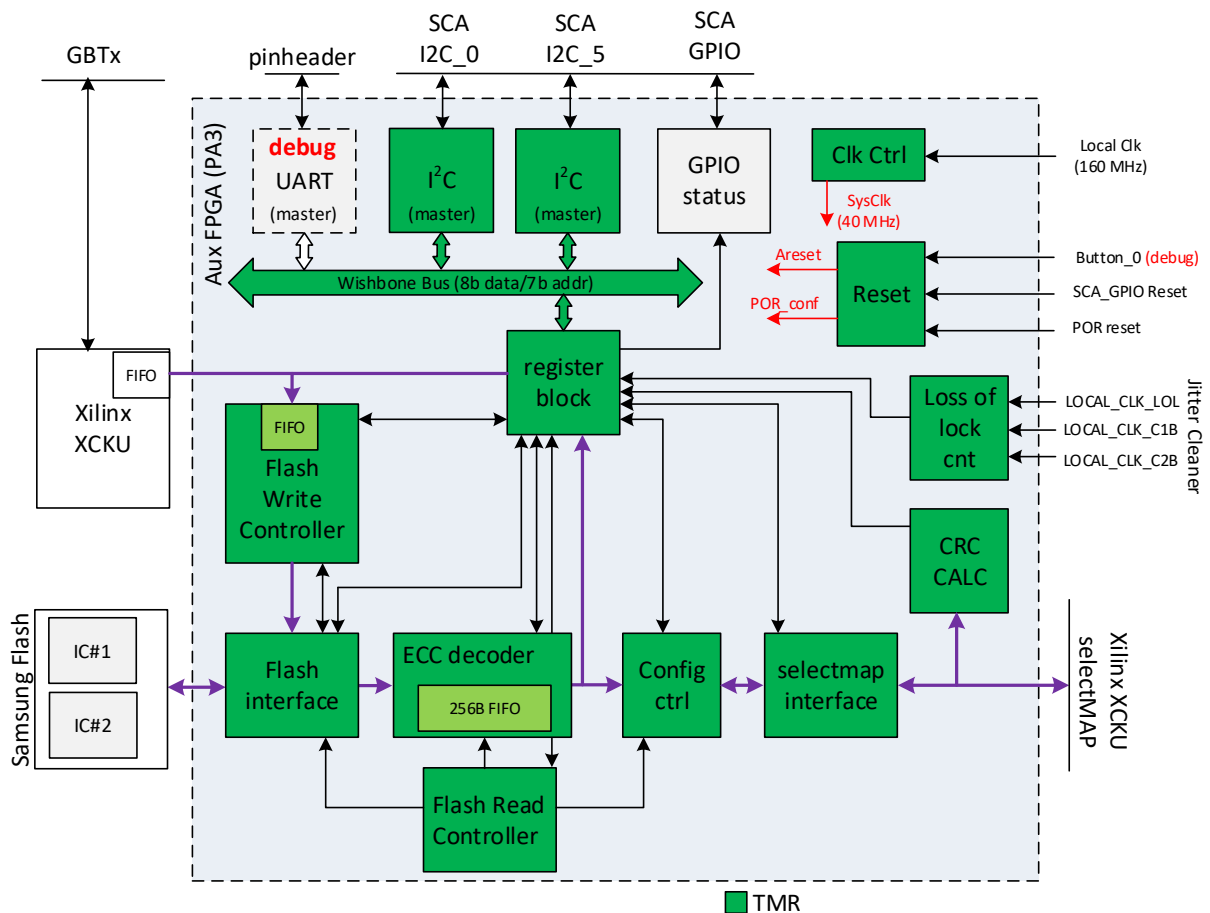 GBTx
pinheader
SCA
I2C_0
SCA
I2C_5
SCA
GPIO
Aux FPGA (PA3)
debug
UART
(master)
I²C
(master)
I²C
(master)
GPIO
status
Clk Ctrl
Local Clk
(160 MHz)
SysClk
(40 MHz)
Wishbone Bus (8b data/7b addr)
Areset
POR_conf
Reset
Button_0 (debug)
SCA_GPIO Reset
POR reset
FIFO
Xilinx
XCKU
register
block
FIFO
Flash
Write
Controller
Loss of
lock
cnt
LOCAL_CLK_LOL
LOCAL_CLK_C1B
LOCAL_CLK_C2B
Jitter Cleaner
CRC
CALC
Samsung Flash
IC#1
IC#2
Flash
interface
ECC decoder
256B FIFO
Config
ctrl
selectmap
interface
Xilinx XCKU
selectMAP
Flash Read
Controller
TMR